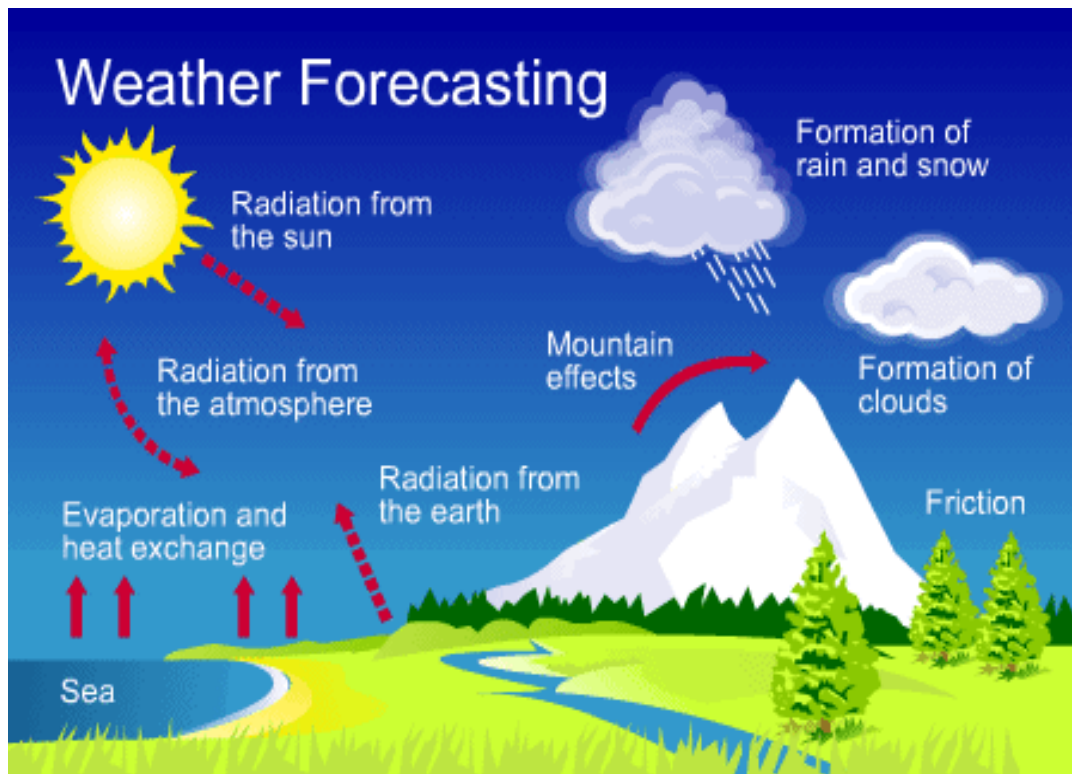 Weather Forecasting
Formation of
rain and snow
Radiation from
the sun
Mountain
effects
Formation of
clouds
Radiation from
the atmosphere
Radiation from
the earth
Friction
Evaporation and
heat exchange
Sea